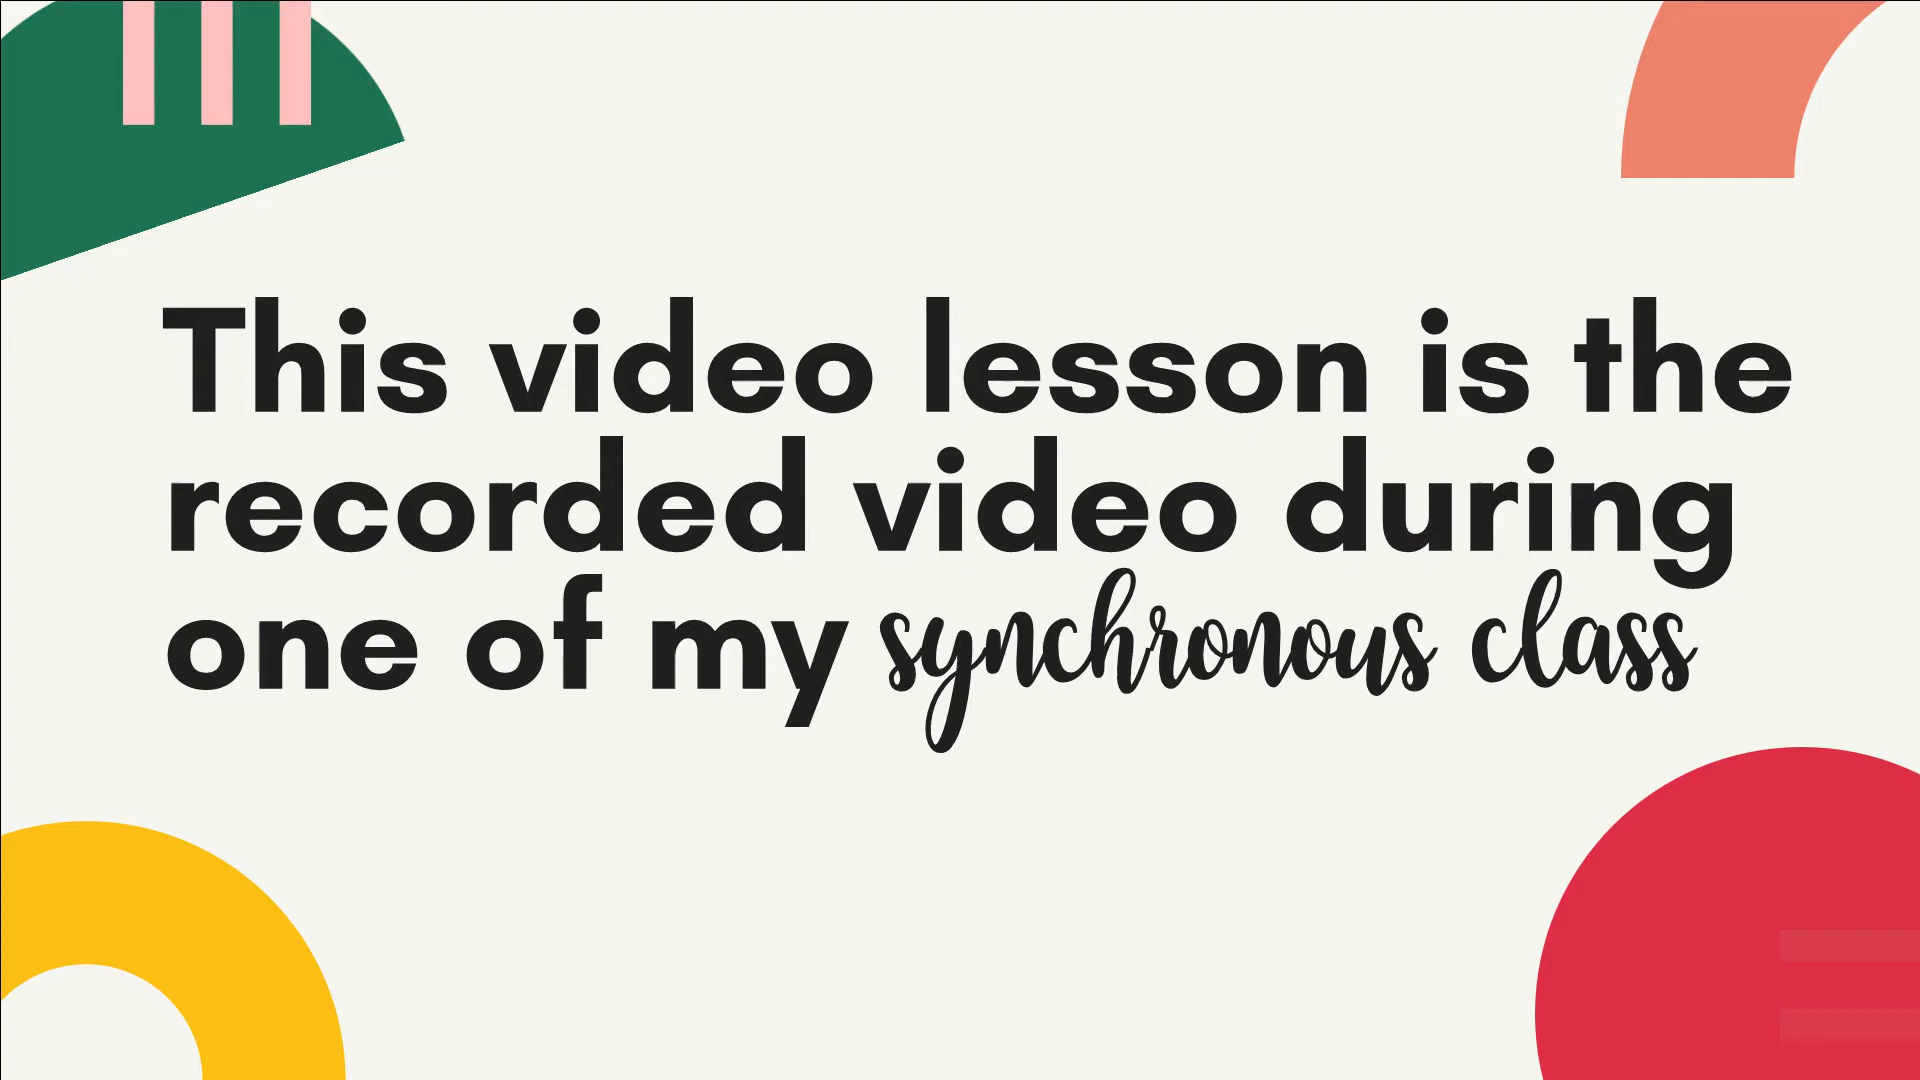 This video lesson is the
recorded video during
one of my synchronous class